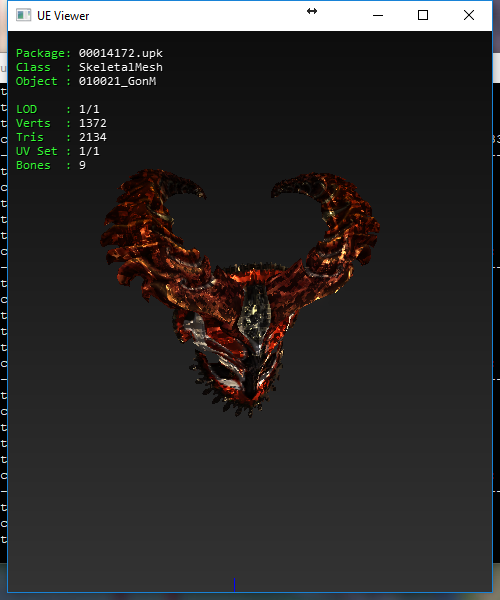 UE Viewer
Package: 00014172.upk
Class : SkeletalMesh
Object : 010021_GonM
LOD : 1/1
Verts : 1372
Tris : 2134
UV Set : 1/1
Bones : 9